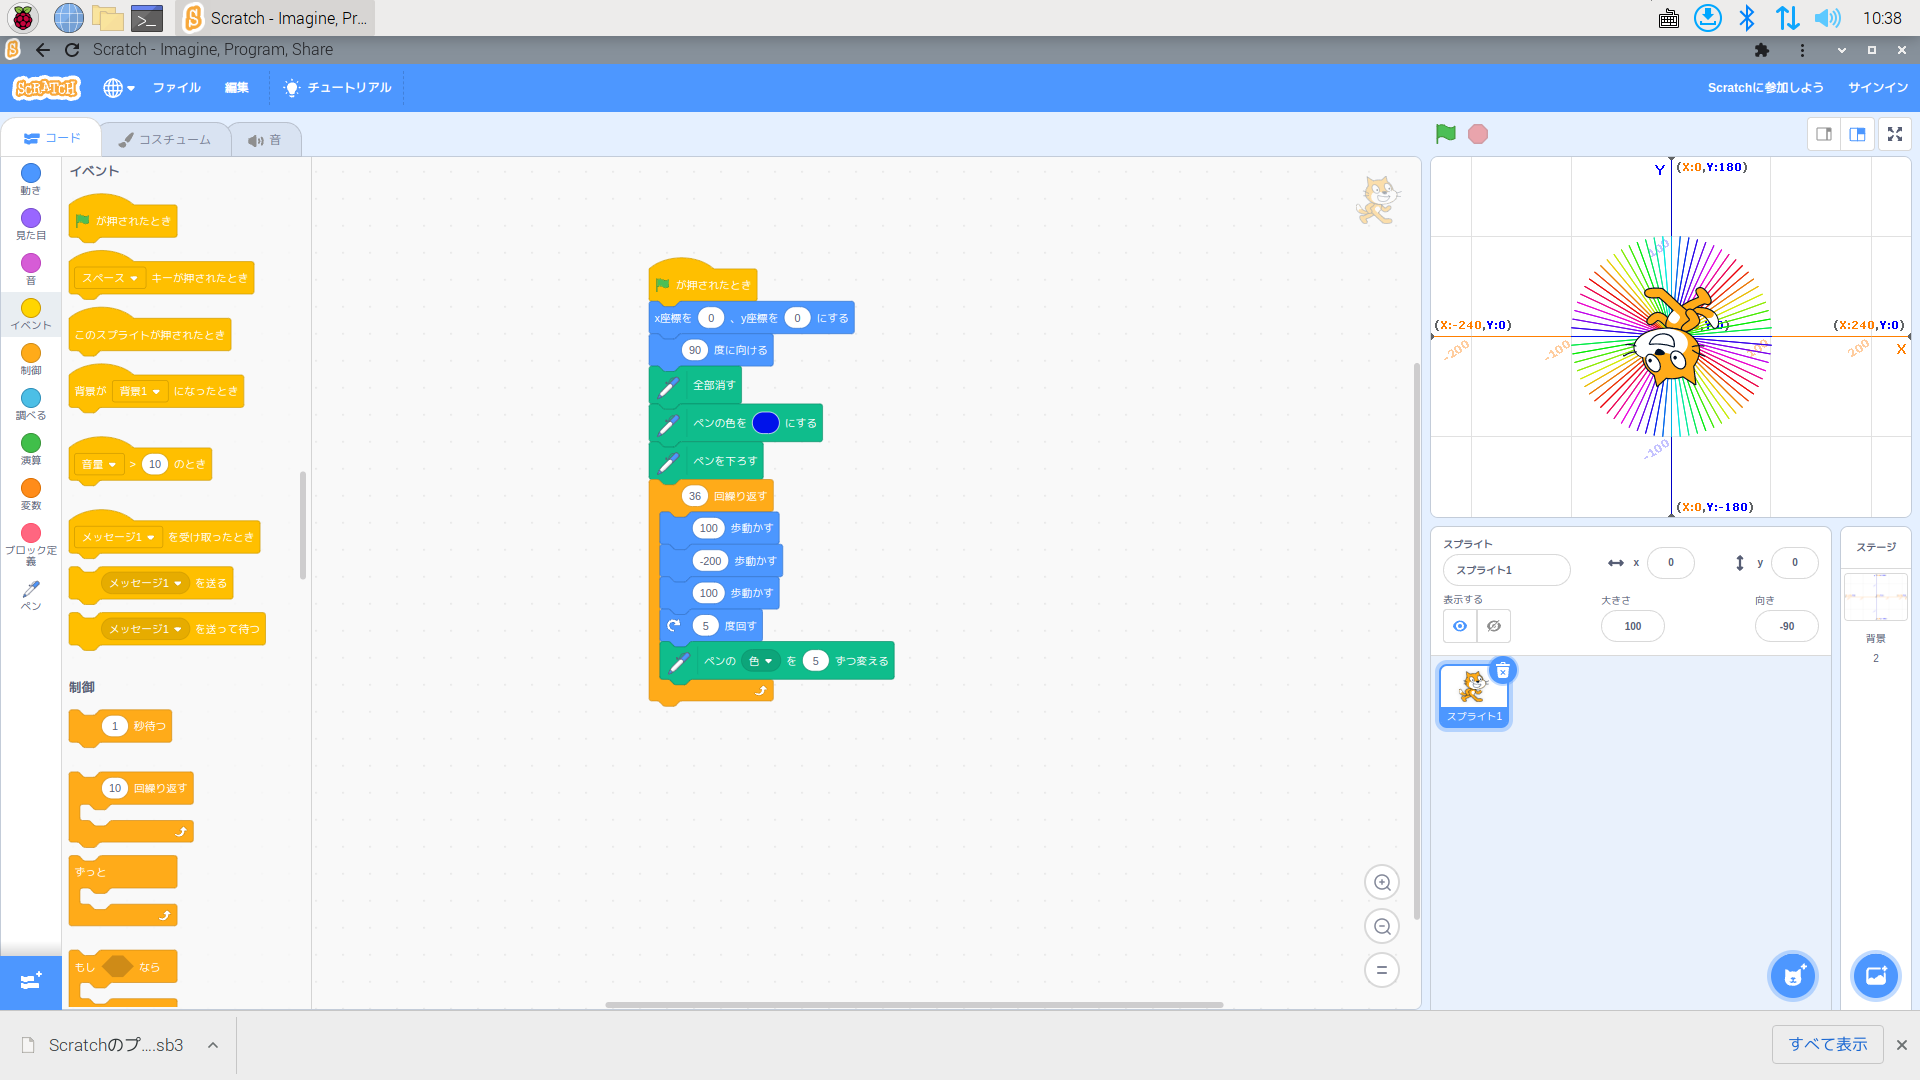 Scratch - Imagine, Pr...
10:38
Scratch - Imagine, Program, Share
SCRATCH
ファイル
編集
チュートリアル
Scratchに参加しよう
サインイン
コード
コスチューム
音
動き
見た目
音
イベント
制御
調べる
演算
変数
ブロック定
義
ペン
イベント
が押されたとき
スペース キーが押されたとき
このスプライトが押されたとき
背景が 背景1 になったとき
音量 > 10 のとき
メッセージ1 を受け取ったとき
メッセージ1 を送る
メッセージ1 を送って待つ
制御
1 秒待つ
10 回繰り返す
ずっと
もし なら
が押されたとき
x座標を 0 、y座標を 0 にする
90 度に向ける
全部消す
ペンの色を にする
ペンを下ろす
36 回繰り返す
100 歩動かす
-200 歩動かす
100 歩動かす
5 度回す
ペンの 色 を 5 ずつ変える
Y (X:0,Y:180)
100
(X:-240,Y:0)
(X:240,Y:0)
-200
-100
200
X
-100
(X:0,Y:-180)
スプライト
スプライト1
x 0
y 0
表示する
大きさ
向き
100
-90
スプライト1
ステージ
背景
2
Scratchのプ....sb3
すべて表示